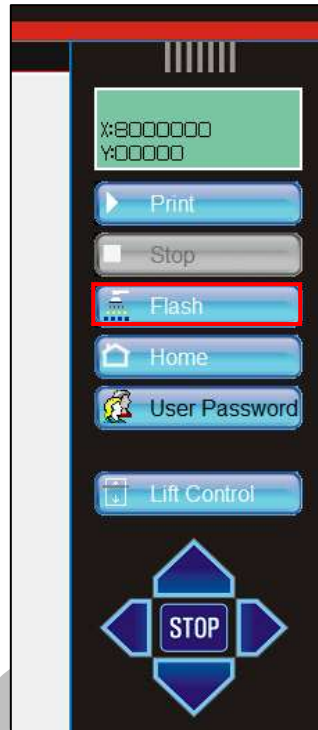 X:8000000
Y:00000
Print
Stop
Flash
Home
User Password
Lift Control
STOP